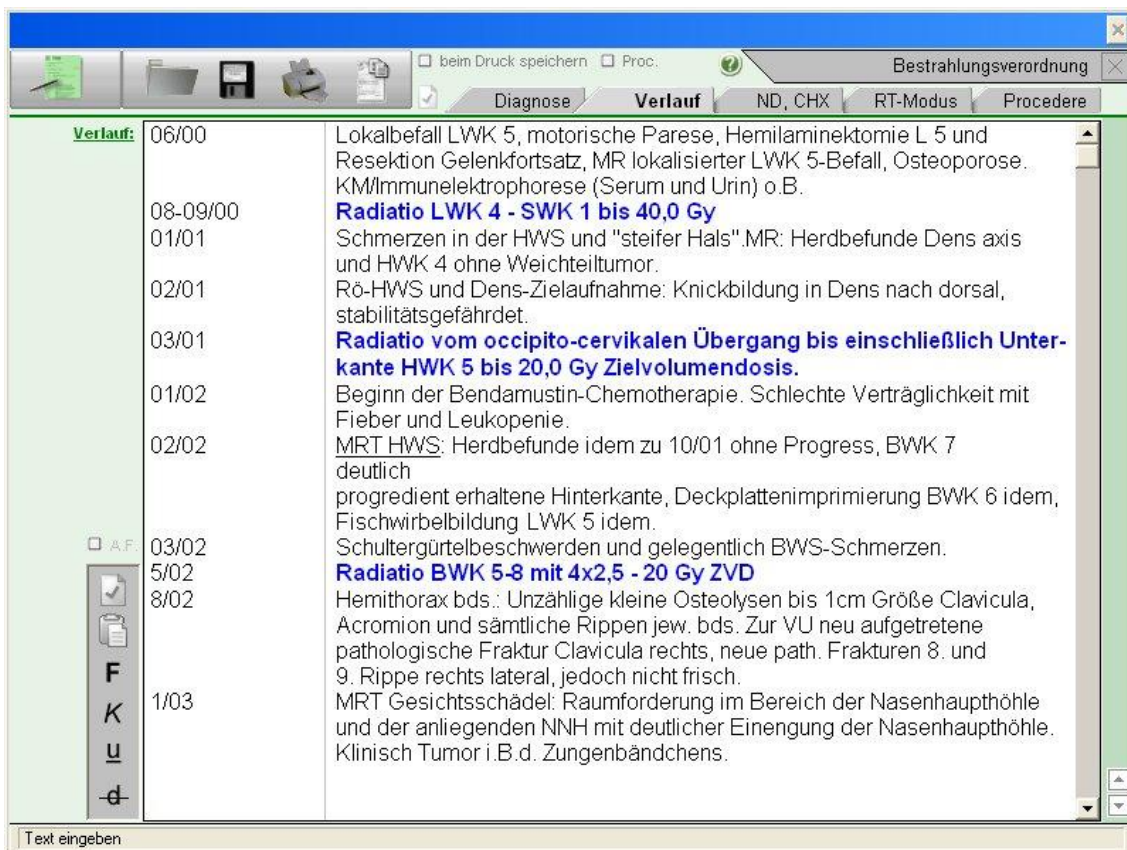 beim Druck speichern Proc.
Bestrahlungsverordnung
Diagnose Verlauf ND, CHX RT-Modus Procedere
Verlauf:
06/00 Lokalbefall LWK 5, motorische Parese, Hemilaminektomie L 5 und
Resektion Gelenkfortsatz, MR lokalisierter LWK 5-Befall, Osteoporose.
KM/Immunelektrophorese (Serum und Urin) o.B.
08-09/00 Radiatio LWK 4 - SWK 1 bis 40,0 Gy
01/01 Schmerzen in der HWS und "steifer Hals".MR: Herdbefunde Dens axis
und HWK 4 ohne Weichteiltumor.
02/01 Rö-HWS und Dens-Zielaufnahme: Knickbildung in Dens nach dorsal,
stabilitätsgefährdet.
03/01 Radiatio vom occipito-cervikalen Übergang bis einschließlich Unter-
kante HWK 5 bis 20,0 Gy Zielvolumendosis.
01/02 Beginn der Bendamustin-Chemotherapie. Schlechte Verträglichkeit mit
Fieber und Leukopenie.
02/02 MRT HWS: Herdbefunde idem zu 10/01 ohne Progress, BWK 7
deutlich
progredient erhaltene Hinterkante, Deckplattenimprimierung BWK 6 idem,
Fischwirbelbildung LWK 5 idem.
03/02 Schultergürtelbeschwerden und gelegentlich BWS-Schmerzen.
5/02 Radiatio BWK 5-8 mit 4x2,5 - 20 Gy ZVD
8/02 Hemithorax bds.: Unzählige kleine Osteolysen bis 1cm Größe Clavicula,
Acromion und sämtliche Rippen jew. bds. Zur VU neu aufgetretene
pathologische Fraktur Clavicula rechts, neue path. Frakturen 8. und
9. Rippe rechts lateral, jedoch nicht frisch.
1/03 MRT Gesichtsschädel: Raumforderung im Bereich der Nasenhaupthöhle
und der anliegenden NNH mit deutlicher Einengung der Nasenhaupthöhle.
Klinisch Tumor i.B.d. Zungenbändchens.
A.F.
F
K
u
d
Text eingeben